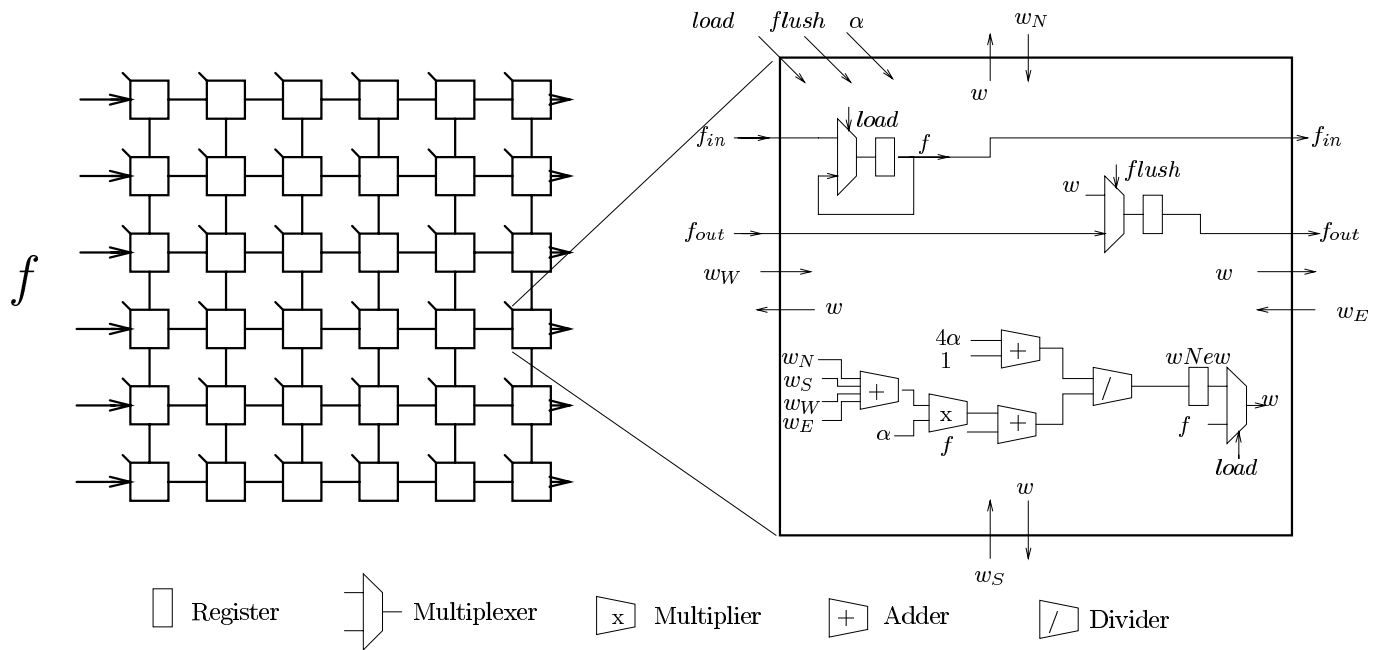 load flush α w_N
w
f_in load f f_in
w flush
f_out f_out
w_W w
w w_E
f
4α
1
w_N
w_S
w_W
w_E
+ + / wNew
α x f + f w
load
w
w_S
Register Multiplexer x Multiplier + Adder / Divider